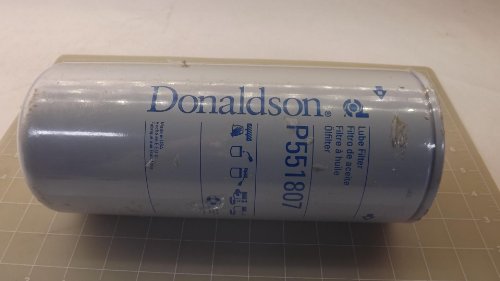 Donaldson®
P551807
Lube Filter
Filtro de aceite
Filtre à huile
Ölfilter